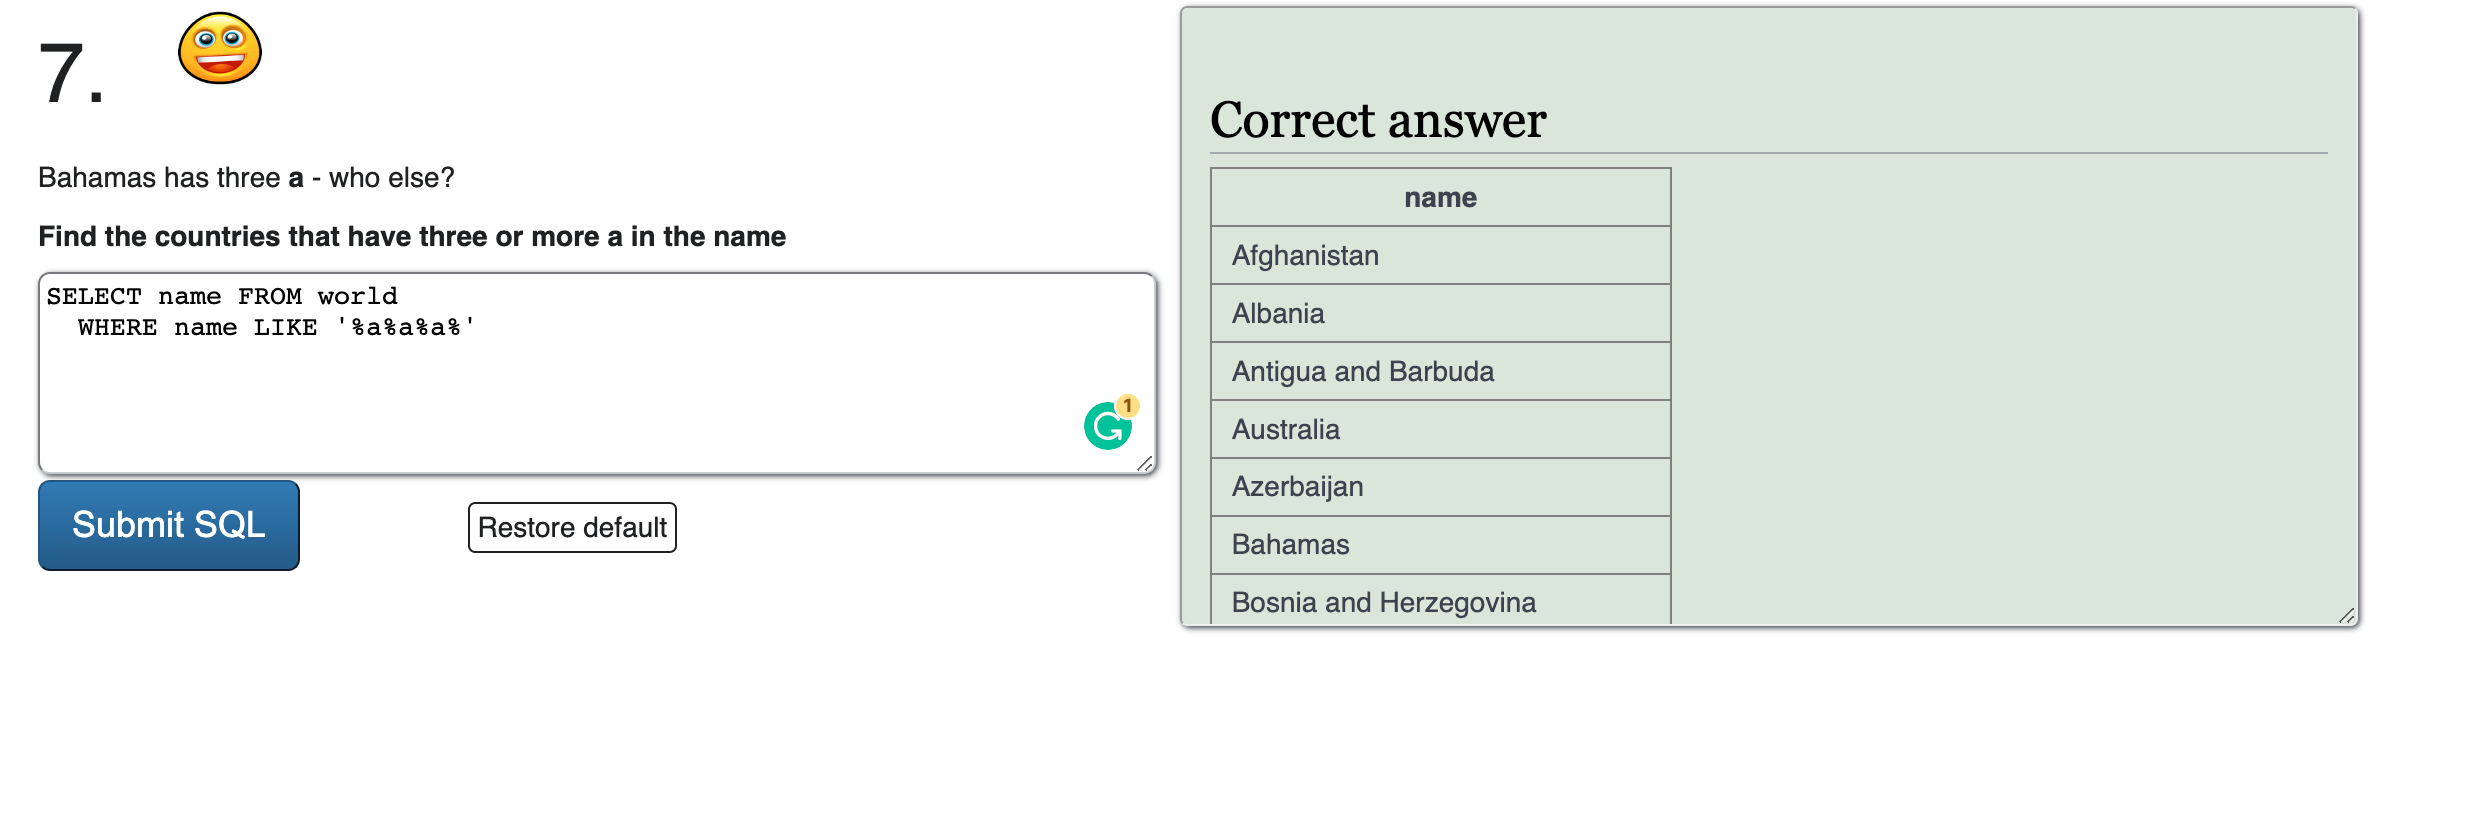 7.
Bahamas has three a - who else?
Find the countries that have three or more a in the name
SELECT name FROM world
WHERE name LIKE '%a%a%a%'
1
Submit SQL
Restore default
Correct answer
name
Afghanistan
Albania
Antigua and Barbuda
Australia
Azerbaijan
Bahamas
Bosnia and Herzegovina